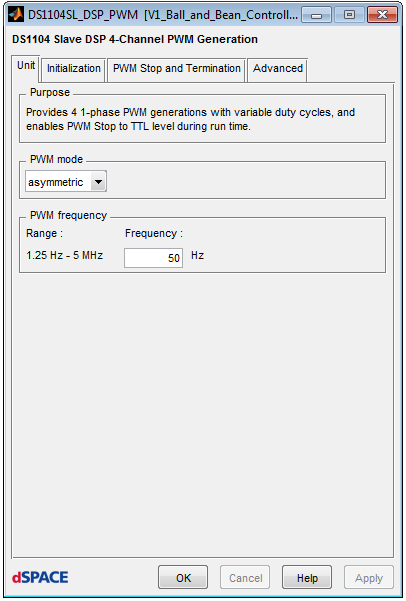 DS1104SL_DSP_PWM [V1_Ball_and_Bean_Controll...
DS1104 Slave DSP 4-Channel PWM Generation
Unit Initialization PWM Stop and Termination Advanced
Purpose
Provides 4 1-phase PWM generations with variable duty cycles, and
enables PWM Stop to TTL level during run time.
PWM mode
asymmetric
PWM frequency
Range : Frequency :
1.25 Hz - 5 MHz 50 Hz
dSPACE OK Cancel Help Apply